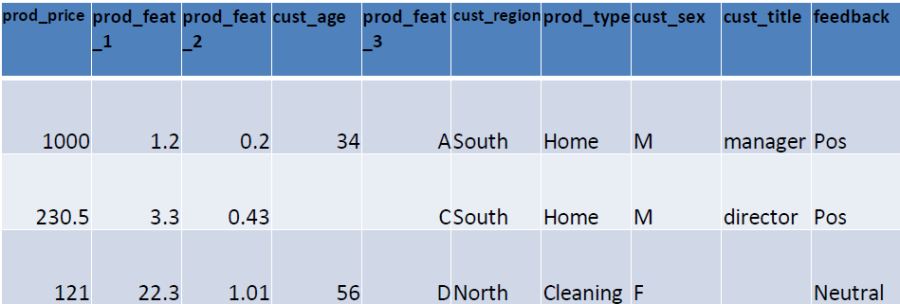 prod_price prod_feat_1 prod_feat_2 cust_age prod_feat_3 cust_region prod_type cust_sex cust_title feedback
1000 1.2 0.2 34 A South Home M manager Pos
230.5 3.3 0.43 C South Home M director Pos
121 22.3 1.01 56 D North Cleaning F Neutral